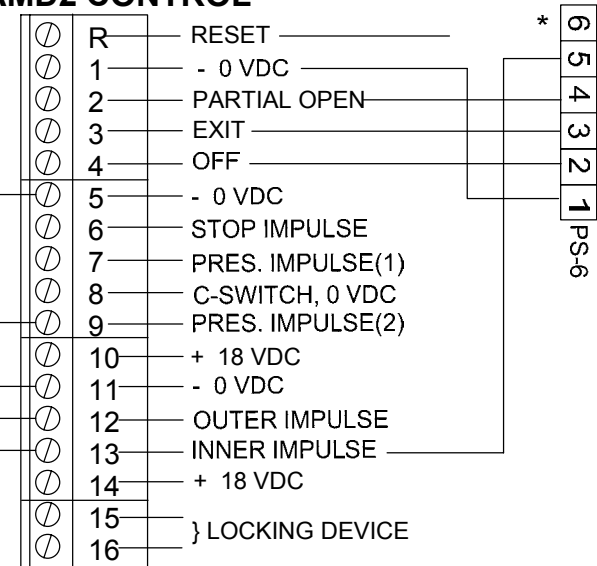 AMD2 CONTROL
R RESET
1 - 0 VDC
2 PARTIAL OPEN
3 EXIT
4 OFF
5 - 0 VDC
6 STOP IMPULSE
7 PRES. IMPULSE(1)
8 C-SWITCH, 0 VDC
9 PRES. IMPULSE(2)
10 + 18 VDC
11 - 0 VDC
12 OUTER IMPULSE
13 INNER IMPULSE
14 + 18 VDC
15
} LOCKING DEVICE
16
* 6
5
4
3
2
1
PS-6